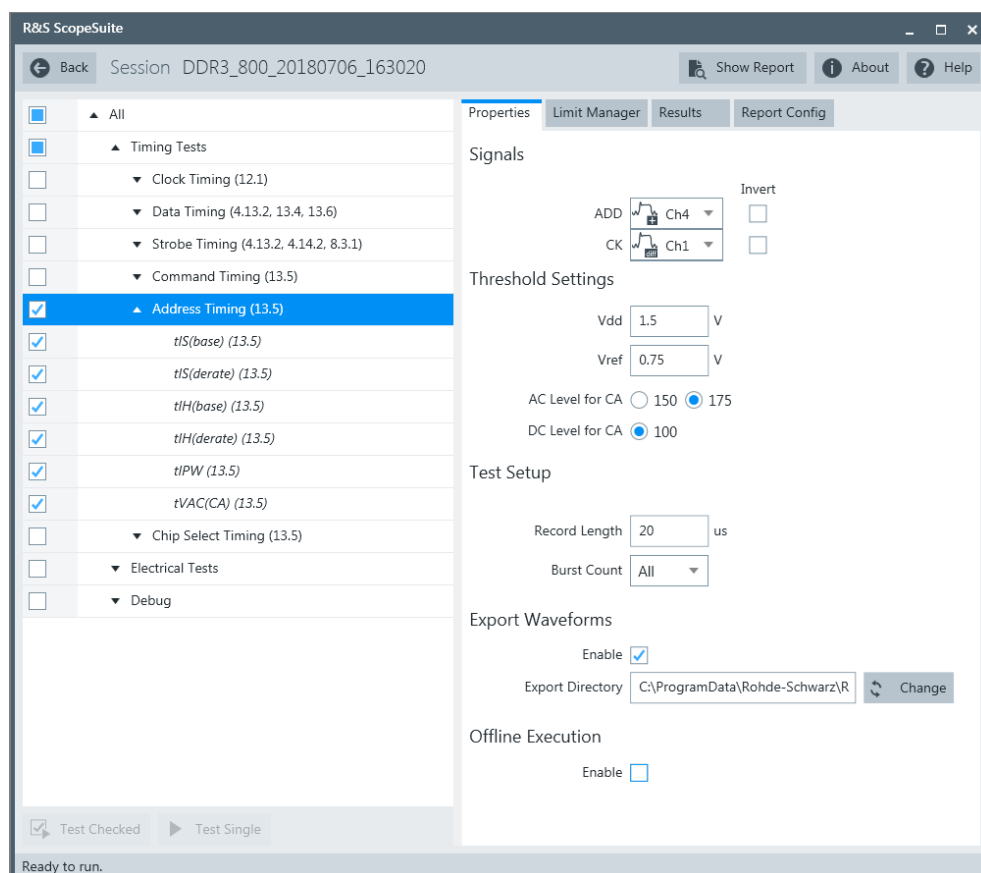 R&S ScopeSuite
Back Session DDR3_800_20180706_163020 Show Report About Help
All
Timing Tests
Clock Timing (12.1)
Data Timing (4.13.2, 13.4, 13.6)
Strobe Timing (4.13.2, 4.14.2, 8.3.1)
Command Timing (13.5)
Address Timing (13.5)
tIS(base) (13.5)
tIS(derate) (13.5)
tIH(base) (13.5)
tIH(derate) (13.5)
tIPW (13.5)
tVAC(CA) (13.5)
Chip Select Timing (13.5)
Electrical Tests
Debug
Test Checked Test Single
Properties Limit Manager Results Report Config
Signals
Invert
ADD Ch4
CK Ch1
Threshold Settings
Vdd 1.5 V
Vref 0.75 V
AC Level for CA 150 175
DC Level for CA 100
Test Setup
Record Length 20 us
Burst Count All
Export Waveforms
Enable
Export Directory C:\ProgramData\Rohde-Schwarz\R Change
Offline Execution
Enable
Ready to run.